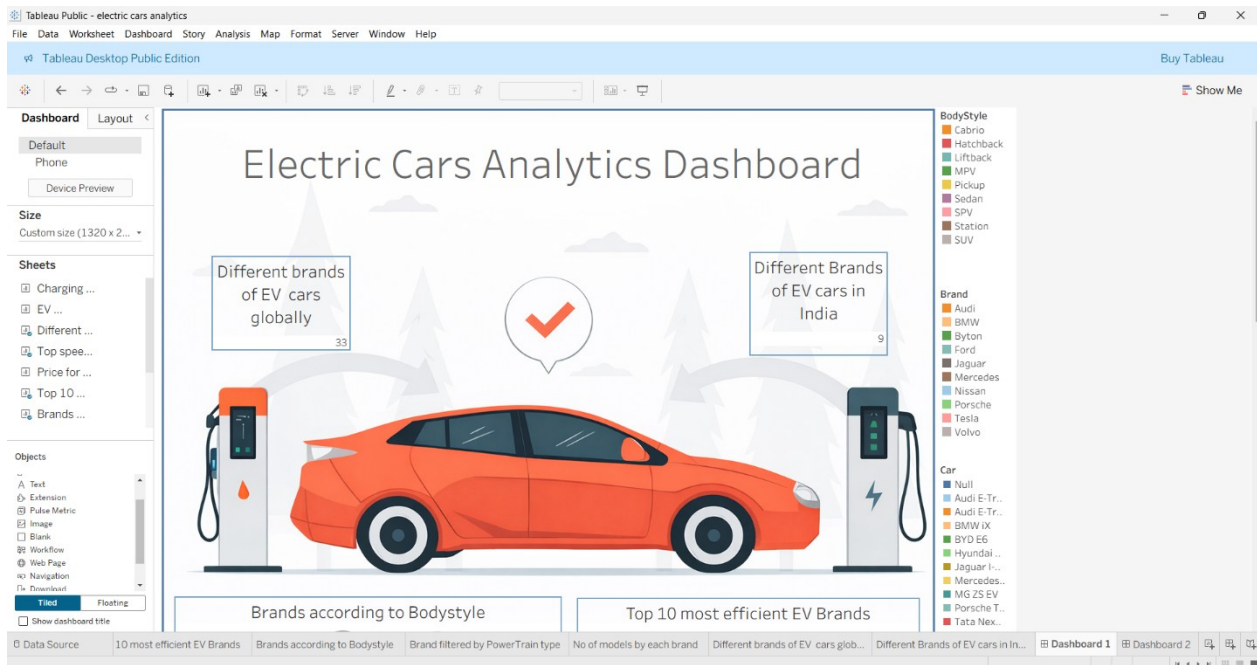 Tableau Public - electric cars analytics
File Data Worksheet Dashboard Story Analysis Map Format Server Window Help
Tableau Desktop Public Edition
Buy Tableau
Show Me
Dashboard Layout
Default
Phone
Device Preview
Size
Custom size (1320 x 2...
Sheets
Charging ...
EV ...
Different ...
Top spee...
Price for ...
Top 10 ...
Brands ...
Objects
Text
Extension
Pulse Metric
Image
Blank
Workflow
Web Page
Navigation
Download
Tiled Floating
Show dashboard title
Electric Cars Analytics Dashboard
Different brands
of EV cars
globally
33
Different Brands
of EV cars in
India
9
Brands according to Bodystyle
Top 10 most efficient EV Brands
BodyStyle
Cabrio
Hatchback
Liftback
MPV
Pickup
Sedan
SPV
Station
SUV
Brand
Audi
BMW
Byton
Ford
Jaguar
Mercedes
Nissan
Porsche
Tesla
Volvo
Car
Null
Audi E-Tr..
Audi E-Tr..
BMW iX
BYD E6
Hyundai ..
Jaguar I-..
Mercedes..
MG ZS EV
Porsche T..
Tata Nex..
Data Source 10 most efficient EV Brands Brands according to Bodystyle Brand filtered by PowerTrain type No of models by each brand Different brands of EV cars glob... Different Brands of EV cars in In... Dashboard 1 Dashboard 2